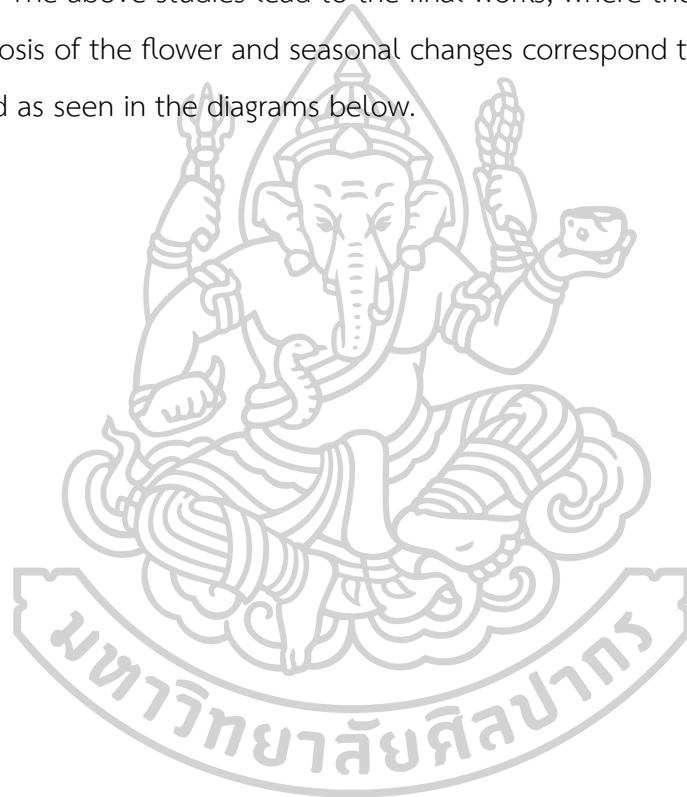 The above studies lead to the final works, where the
osis of the flower and seasonal changes correspond t
d as seen in the diagrams below.
มหาวิทยาลัยศิลปากร